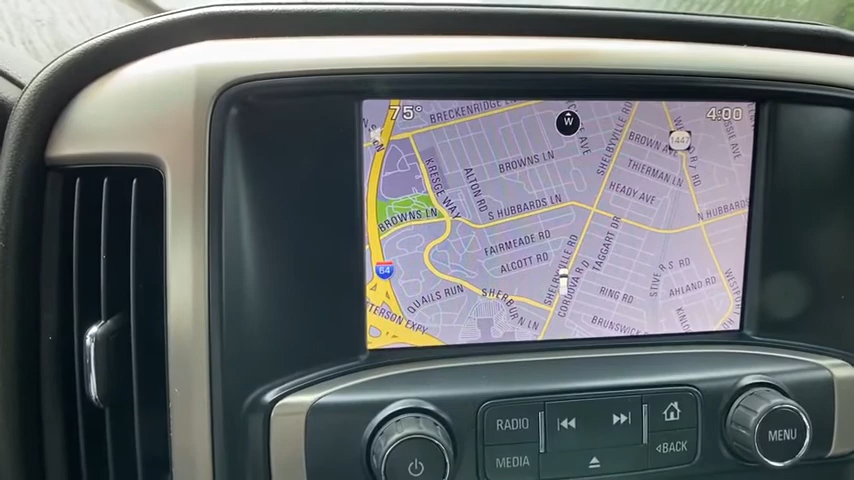 75°
4:00
BRECKENRIDGE L
W
SHELBYVILLE RD
BROWN AVE
1447
KRESGE WAY
ALTON RD
BROWNS LN
THIERMAN LN
HEADY AVE
S HUBBARDS LN
N HUBBARDS
BROWNS LN
FAIRMEADE RD
TAGGART DR
ALCOTT RD
64
QUAILS RUN
SHERBURN LN
SHELBYVILLE RD
CORDOVA RD
RING RD
STIVERS RD
AHLAND RD
BRUNSWICK
TERSON EXPY
RADIO
MEDIA
BACK
MENU